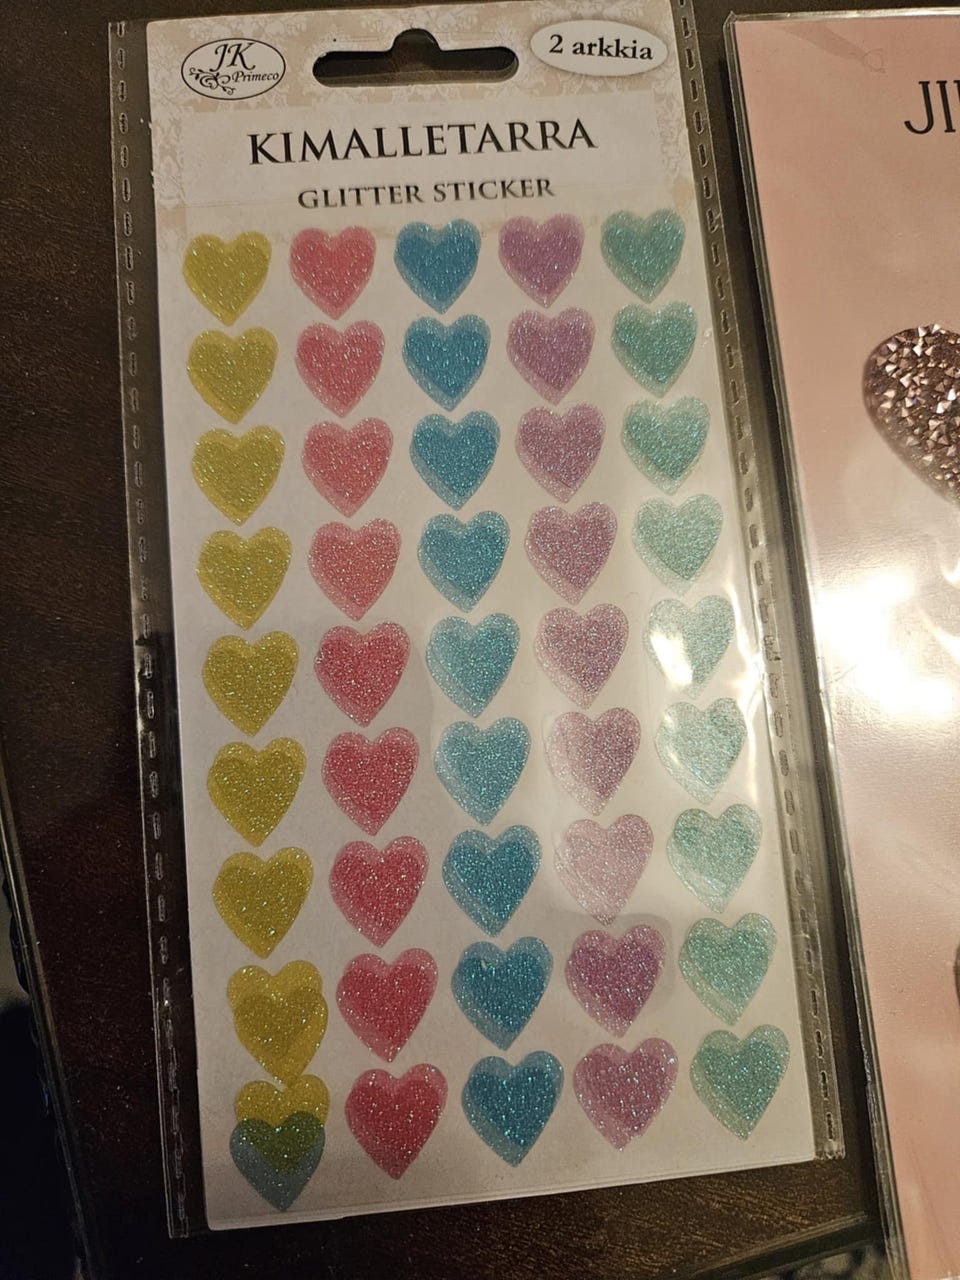 JK
Primeco
2 arkkia
KIMALLETARRA
GLITTER STICKER